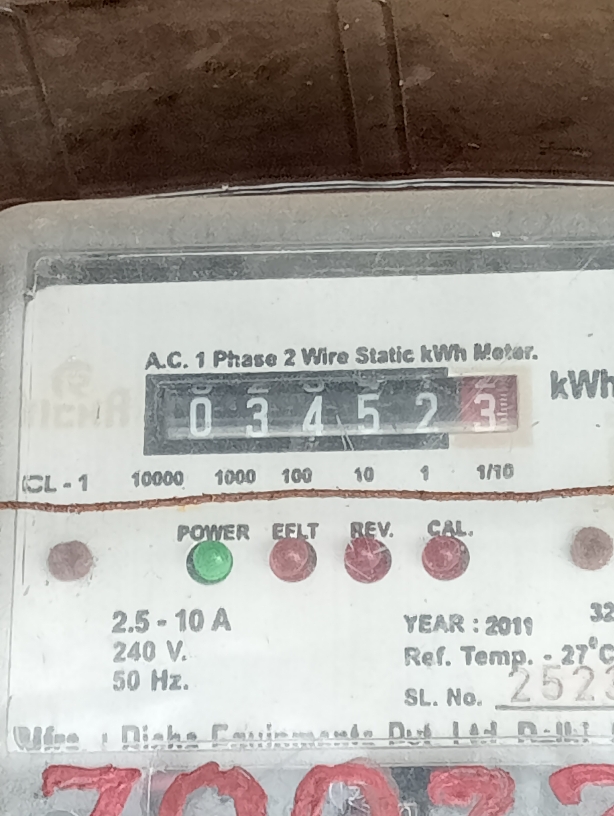 A.C. 1 Phase 2 Wire Static kWh Meter.
0 3 4 5 2 3 kWh
CL - 1 10000 1000 100 10 1 1/10
POWER EFLT REV. CAL.
2.5 - 10 A
240 V.
50 Hz.
YEAR : 2011 32
Ref. Temp. - 27°C
SL. No. 2523